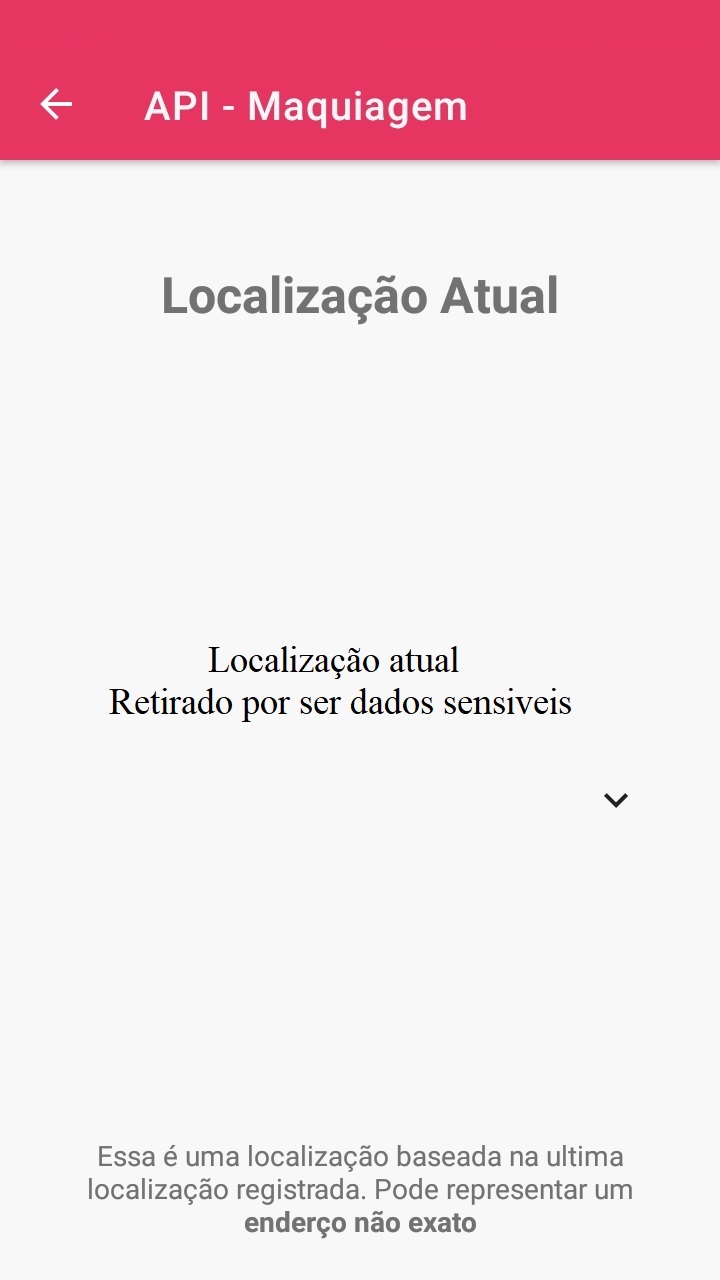 API - Maquiagem
Localização Atual
Localização atual
Retirado por ser dados sensiveis
Essa é uma localização baseada na ultima
localização registrada. Pode representar um
enderço não exato